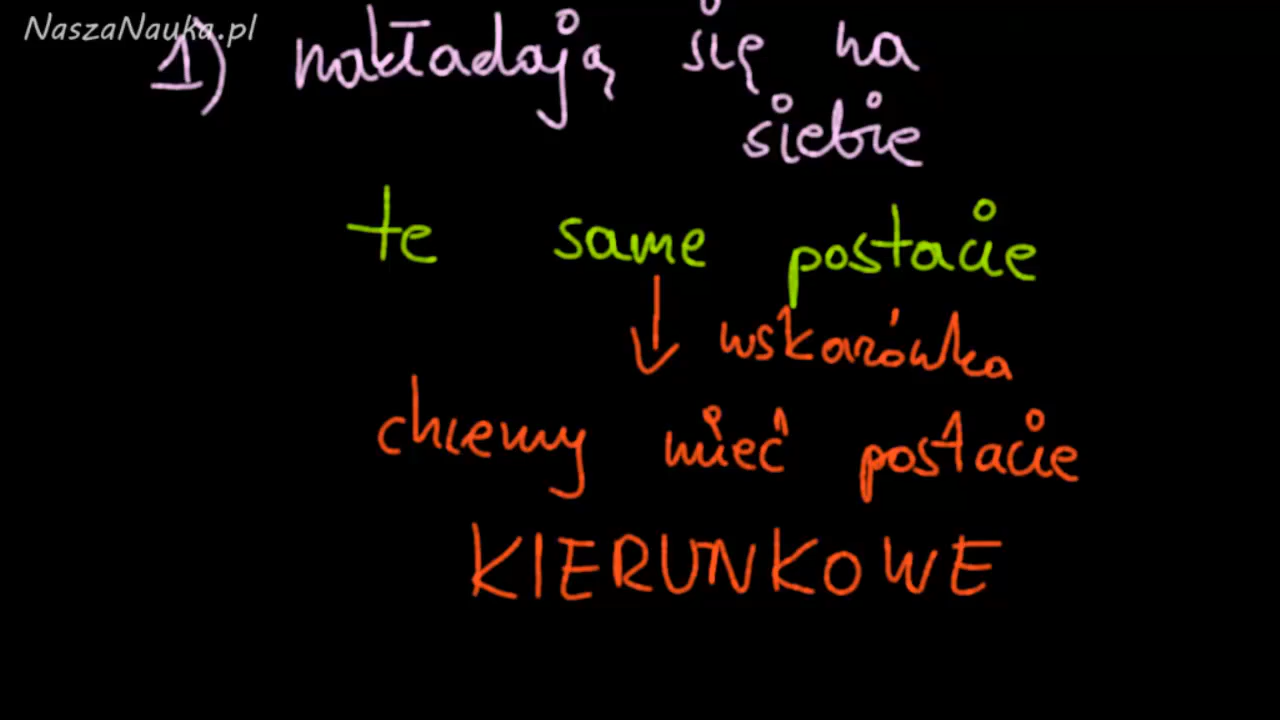 NaszaNauka.pl
1) nakładają się na
siebie
te same postacie
wskazówka
chcemy mieć postacie
KIERUNKOWE